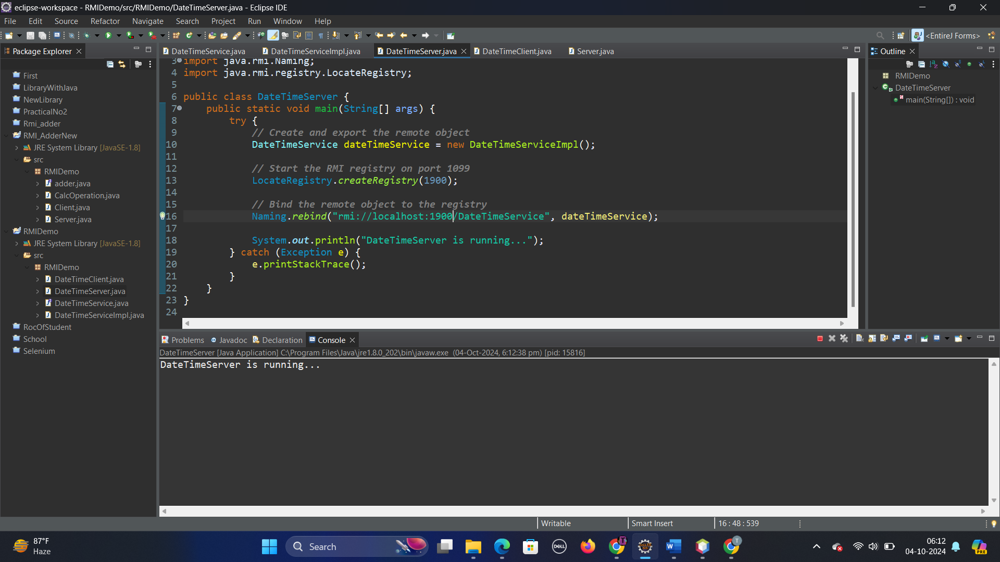 eclipse-workspace - RMIDemo/src/RMIDemo/DateTimeServer.java - Eclipse IDE
File Edit Source Refactor Navigate Search Project Run Window Help
<EntireJ Forms>
Package Explorer
First
LibraryWithJava
NewLibrary
PracticalNo2
Rmi_adder
RMI_AdderNew
JRE System Library [JavaSE-1.8]
src
RMIDemo
adder.java
CalcOperation.java
Client.java
Server.java
RMIDemo
JRE System Library [JavaSE-1.8]
src
RMIDemo
DateTimeClient.java
DateTimeServer.java
DateTimeService.java
DateTimeServiceImpl.java
RocOfStudent
School
Selenium
DateTimeService.java DateTimeServiceImpl.java DateTimeServer.java DateTimeClient.java Server.java
3 import java.rmi.Naming;
4 import java.rmi.registry.LocateRegistry;
5
6 public class DateTimeServer {
7 public static void main(String[] args) {
8 try {
9 // Create and export the remote object
10 DateTimeService dateTimeService = new DateTimeServiceImpl();
11
12 // Start the RMI registry on port 1099
13 LocateRegistry.createRegistry(1900);
14
15 // Bind the remote object to the registry
16 Naming.rebind("rmi://localhost:1900/DateTimeService", dateTimeService);
17
18 System.out.println("DateTimeServer is running...");
19 } catch (Exception e) {
20 e.printStackTrace();
21 }
22 }
23 }
24
Outline
RMIDemo
DateTimeServer
main(String[]) : void
Problems Javadoc Declaration Console
DateTimeServer [Java Application] C:\Program Files\Java\jre1.8.0_202\bin\javaw.exe (04-Oct-2024, 6:12:38 pm) [pid: 15816]
DateTimeServer is running...
Writable Smart Insert 16 : 48 : 539
87°F
Haze
Search
DELL
06:12
04-10-2024
PRE